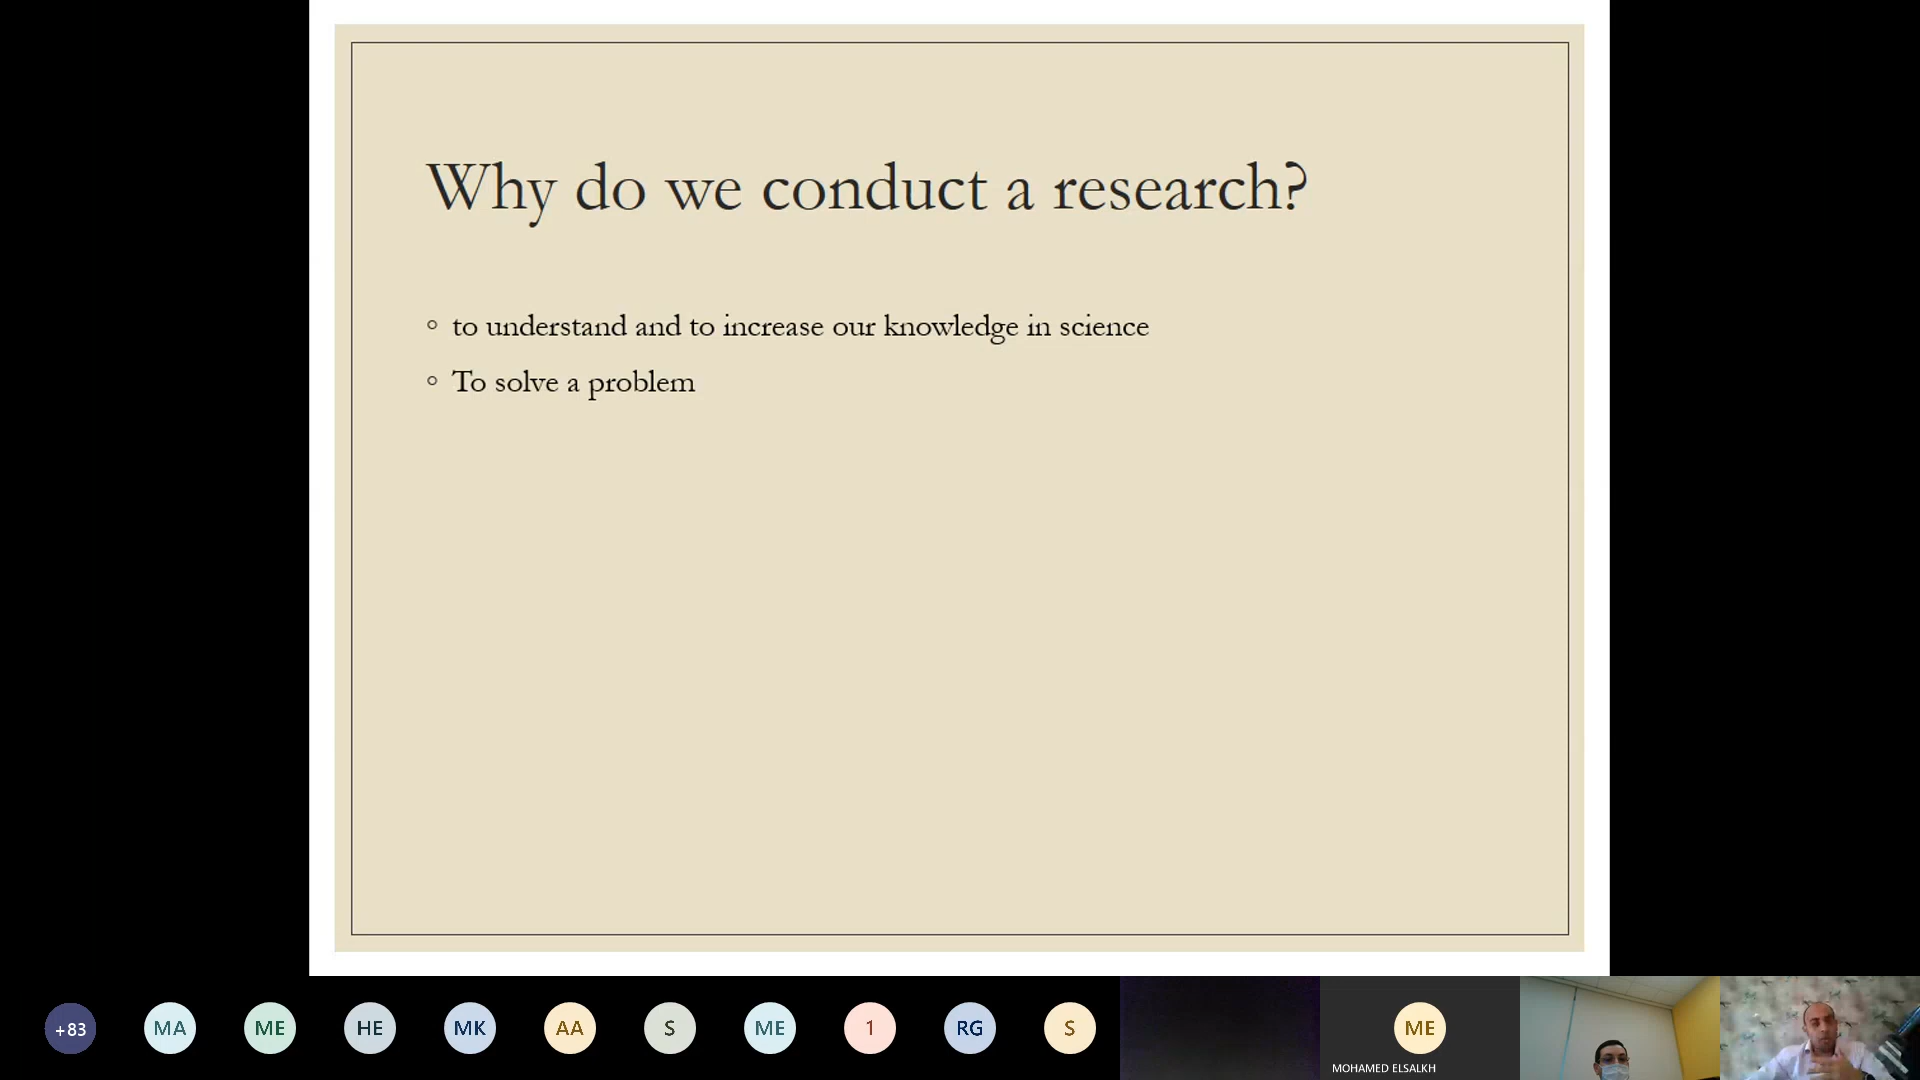 Why do we conduct a research?
to understand and to increase our knowledge in science
To solve a problem
+83
MA
ME
HE
MK
AA
S
ME
1
RG
S
ME
MOHAMED ELSALKH